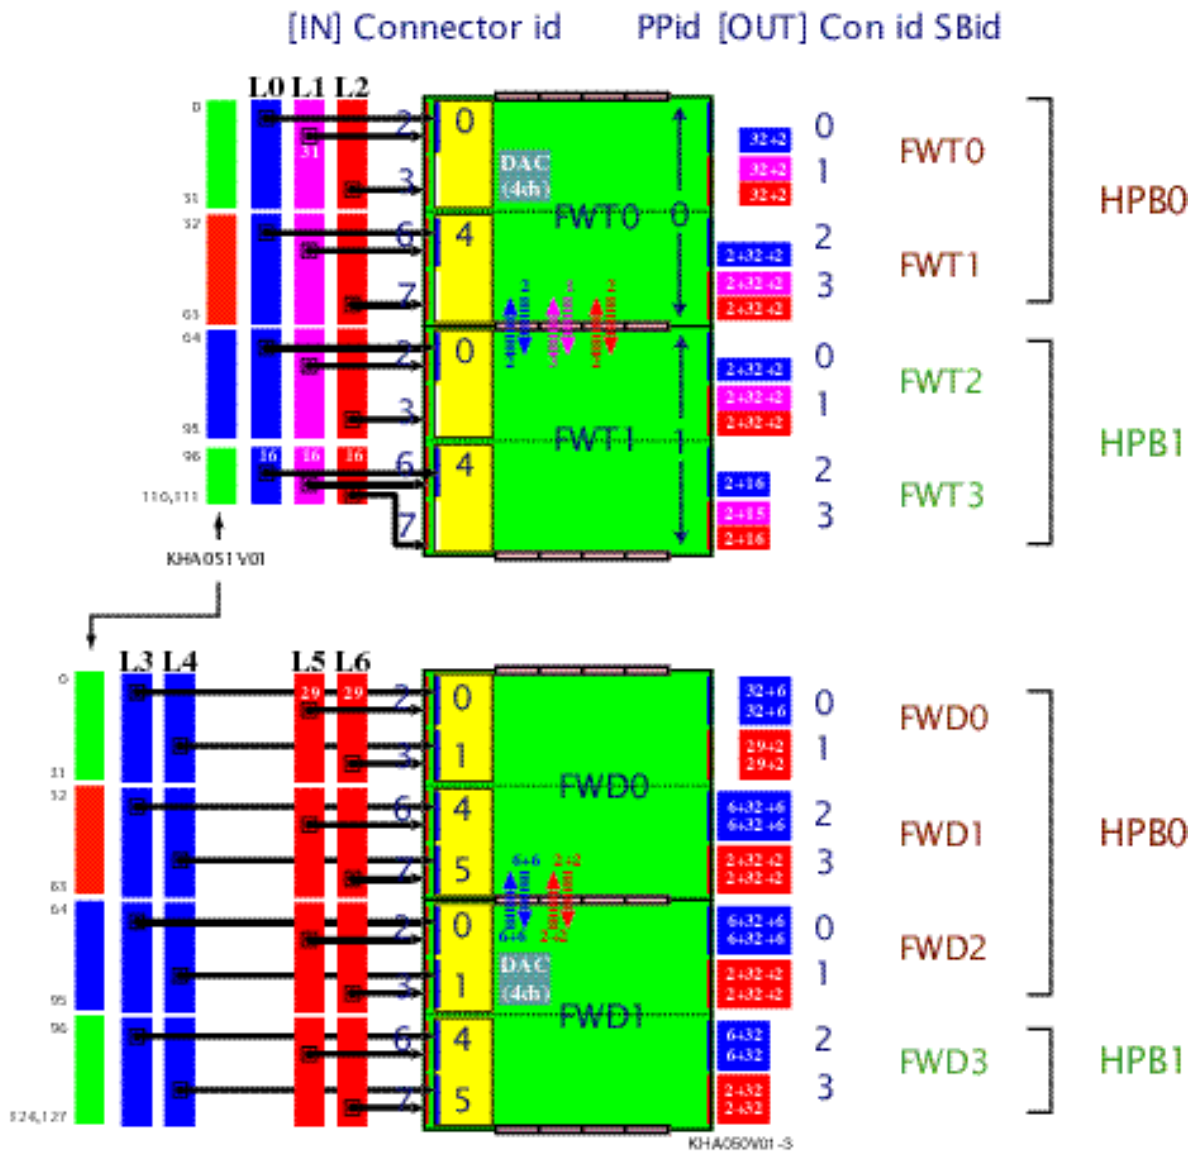 [IN] Connector id PPid [OUT] Con id SBid
L0 L1 L2
0 2 0 32+2 0
31 32+2 1 FWT0
31 3 DAC (4ch) 32+2
FWT0 0 HPB0
32 6 4 2+32+2 2 FWT1
63 7 2+32+2 3
2+32+2
64 2 0 2+32+2 0 FWT2
95 3 2+32+2 1
2+32+2
FWT1 1 HPB1
96 16 16 16 6 4 2+16 2 FWT3
110,111 7 2+15 3
2+16
KHA051V01
L3 L4 L5 L6
0 29 29 2 0 32+6 0 FWD0
32+6
31 3 1 29+2 1
29+2
FWD0
32 6 4 6+32+6 2 FWD1 HPB0
6+32+6
63 7 5 2+32+2 3
2+32+2
6+6 2+2
64 2 0 6+32+6 0 FWD2
6+6 2+2 6+32+6
95 3 1 DAC (4ch) 2+32+2 1
2+32+2
FWD1
96 6 4 6+32 2 FWD3 HPB1
6+32
124,127 7 5 2+32 3
2+32
KHA050V01-3